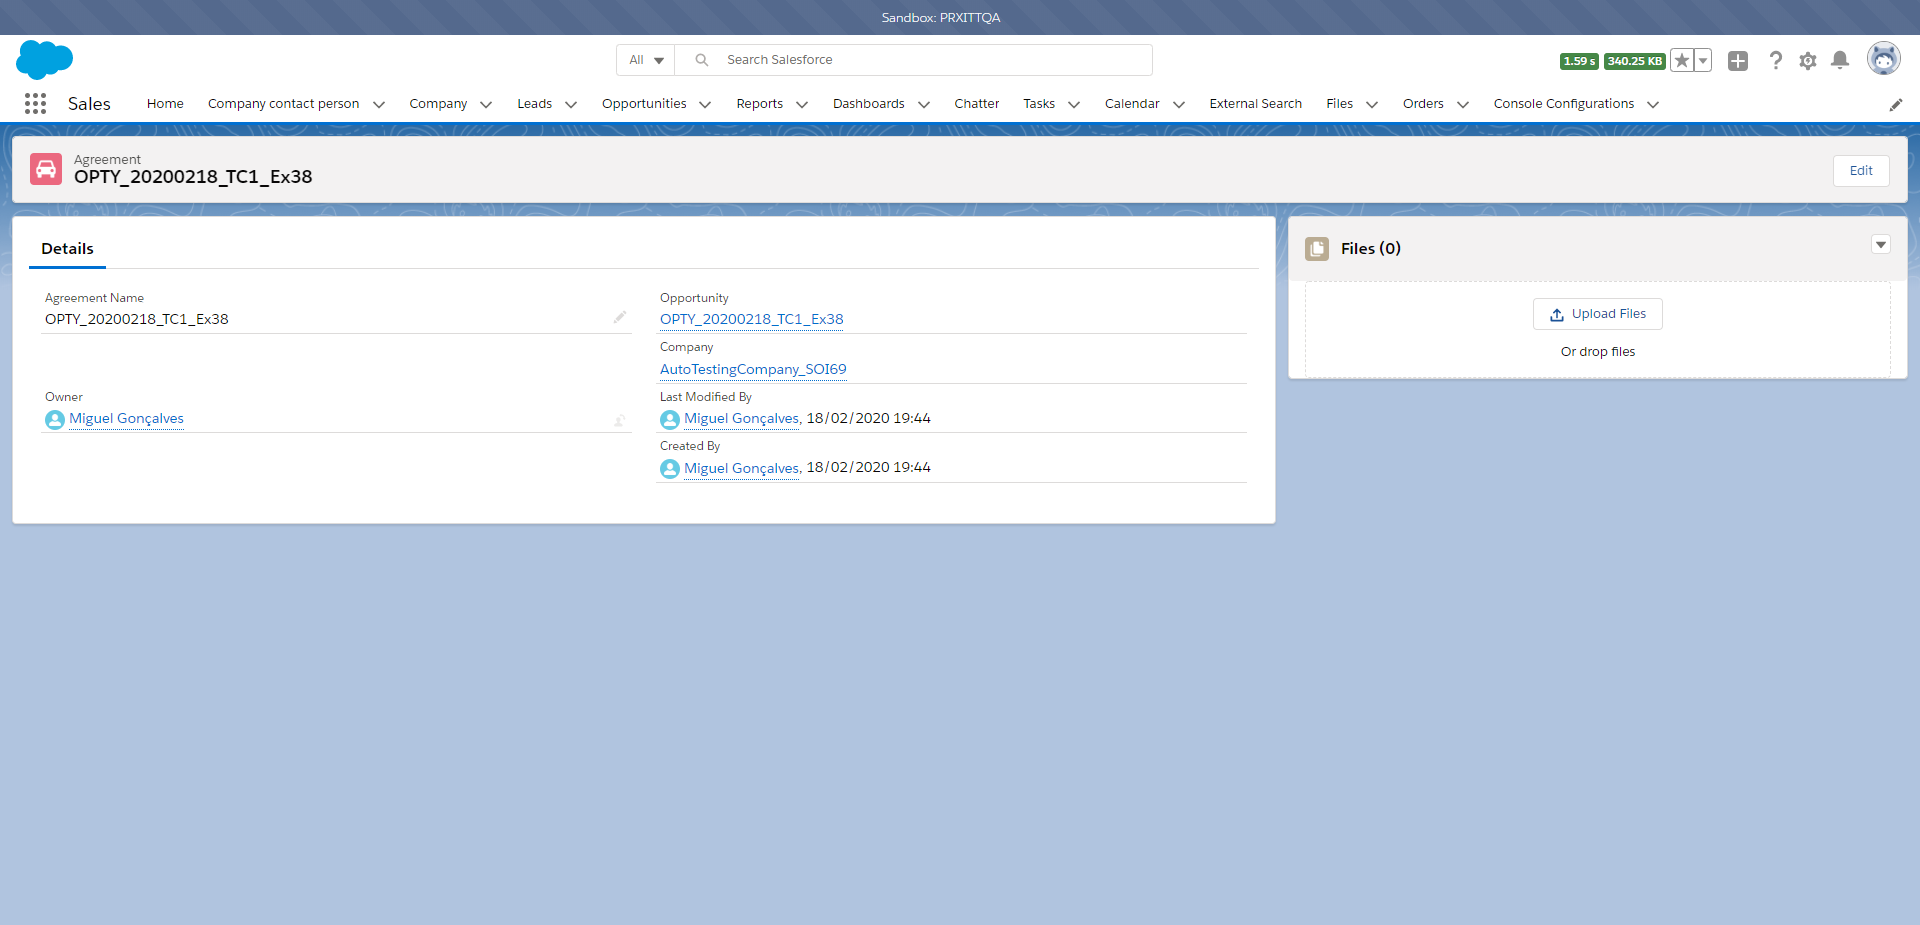 Sandbox: PRXITTQA
All
Search Salesforce
1.59 s
340.25 KB
Sales
Home
Company contact person
Company
Leads
Opportunities
Reports
Dashboards
Chatter
Tasks
Calendar
External Search
Files
Orders
Console Configurations
Agreement
OPTY_20200218_TC1_Ex38
Edit
Details
Agreement Name
OPTY_20200218_TC1_Ex38
Owner
Miguel Gonçalves
Opportunity
OPTY_20200218_TC1_Ex38
Company
AutoTestingCompany_SOI69
Last Modified By
Miguel Gonçalves, 18/02/2020 19:44
Created By
Miguel Gonçalves, 18/02/2020 19:44
Files (0)
Upload Files
Or drop files